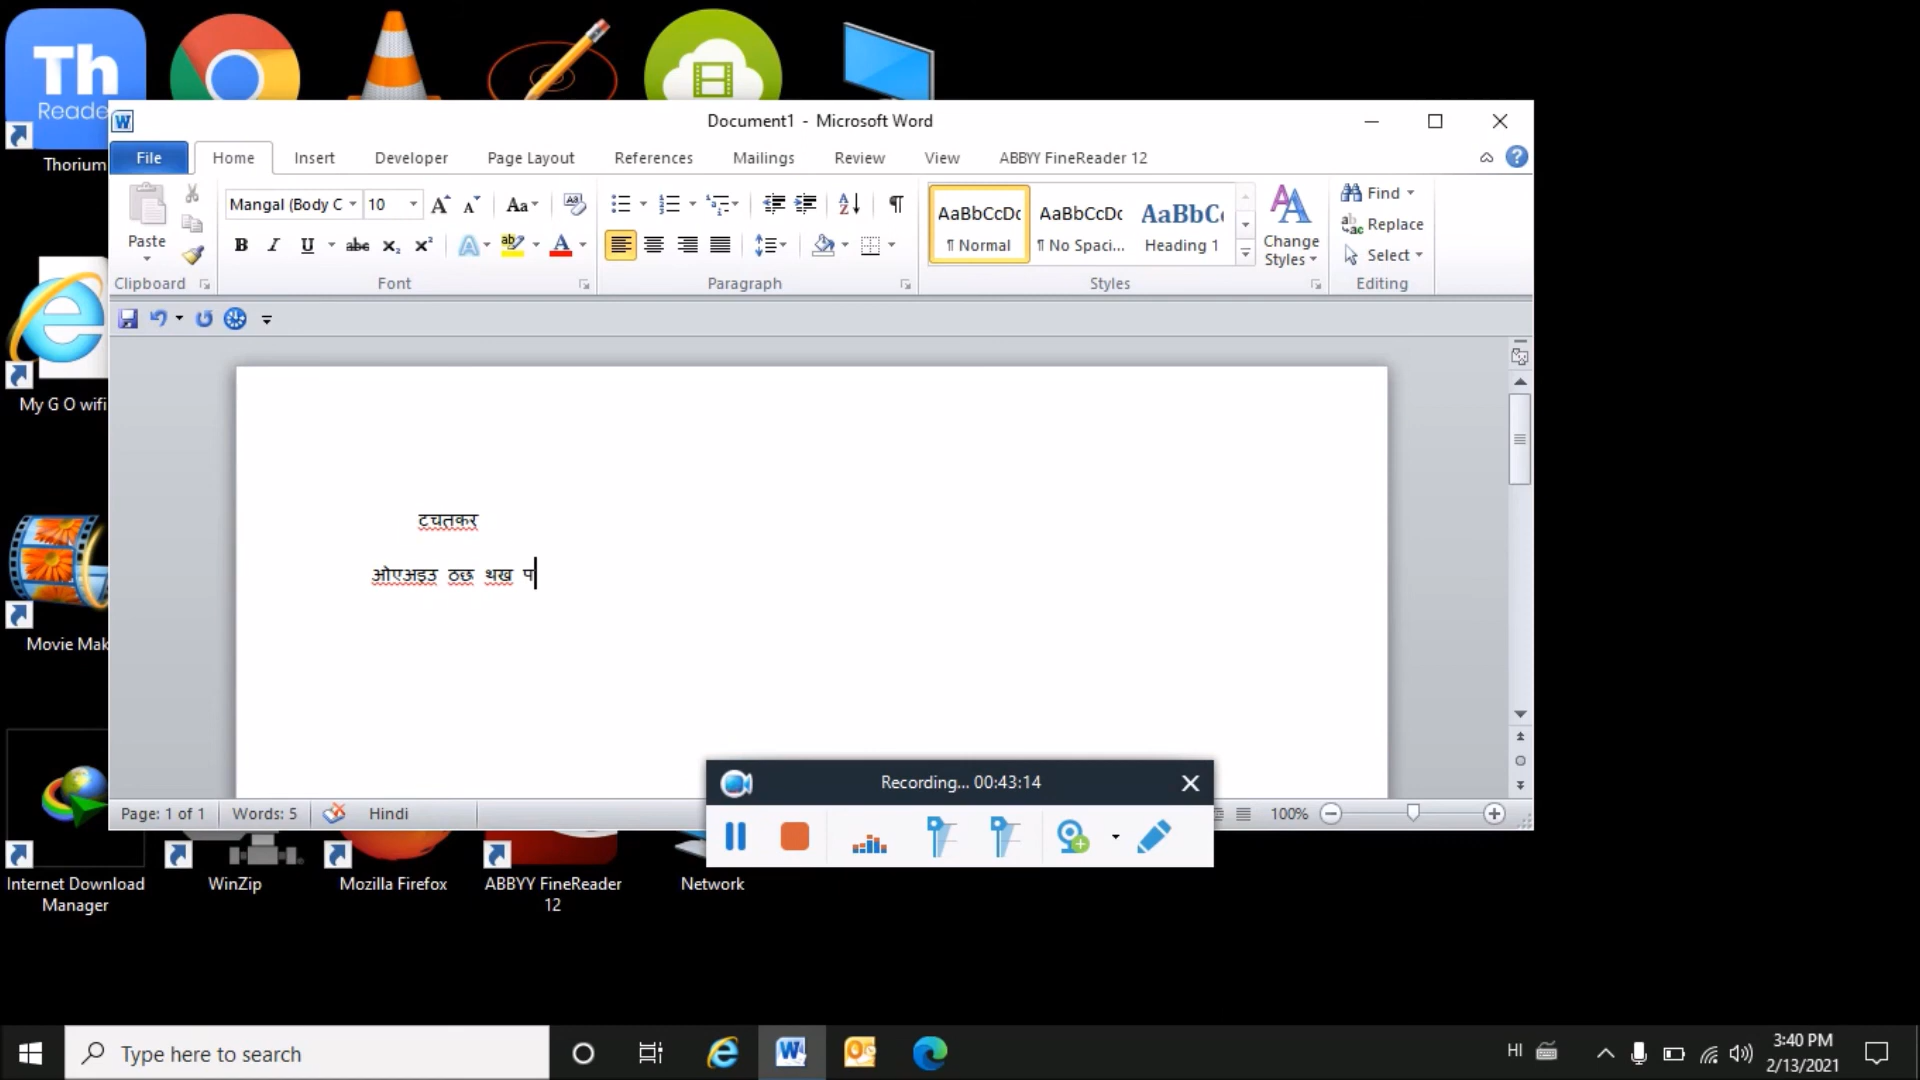 Th
Reade
Thorium
Document1 - Microsoft Word
File Home Insert Developer Page Layout References Mailings Review View ABBYY FineReader 12
Paste
Clipboard
Mangal (Body C 10
Font
Paragraph
AaBbCcDc AaBbCcDc AaBbCc
¶ Normal ¶ No Spaci... Heading 1
Change Styles
Styles
Find
Replace
Select
Editing
My G O wifi
टचतकर
ओएअइउ ठछ थख प
Movie Mak
Page: 1 of 1 Words: 5 Hindi 100%
Recording... 00:43:14
Internet Download Manager
WinZip
Mozilla Firefox
ABBYY FineReader 12
Network
Type here to search
HI
3:40 PM
2/13/2021